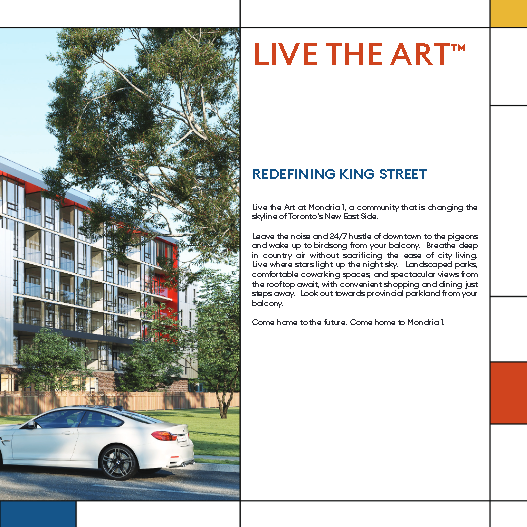 LIVE THE ART™
REDEFINING KING STREET
Live the Art at Mondria1, a community that is changing the
skyline of Toronto's New East Side.
Leave the noise and 24/7 hustle of downtown to the pigeons
and wake up to birdsong from your balcony. Breathe deep
in country air without sacrificing the ease of city living.
Live where stars light up the night sky. Landscaped parks,
comfortable coworking spaces, and spectacular views from
the rooftop await, with convenient shopping and dining just
steps away. Look out towards provincial parkland from your
balcony.
Come home to the future. Come home to Mondria1.